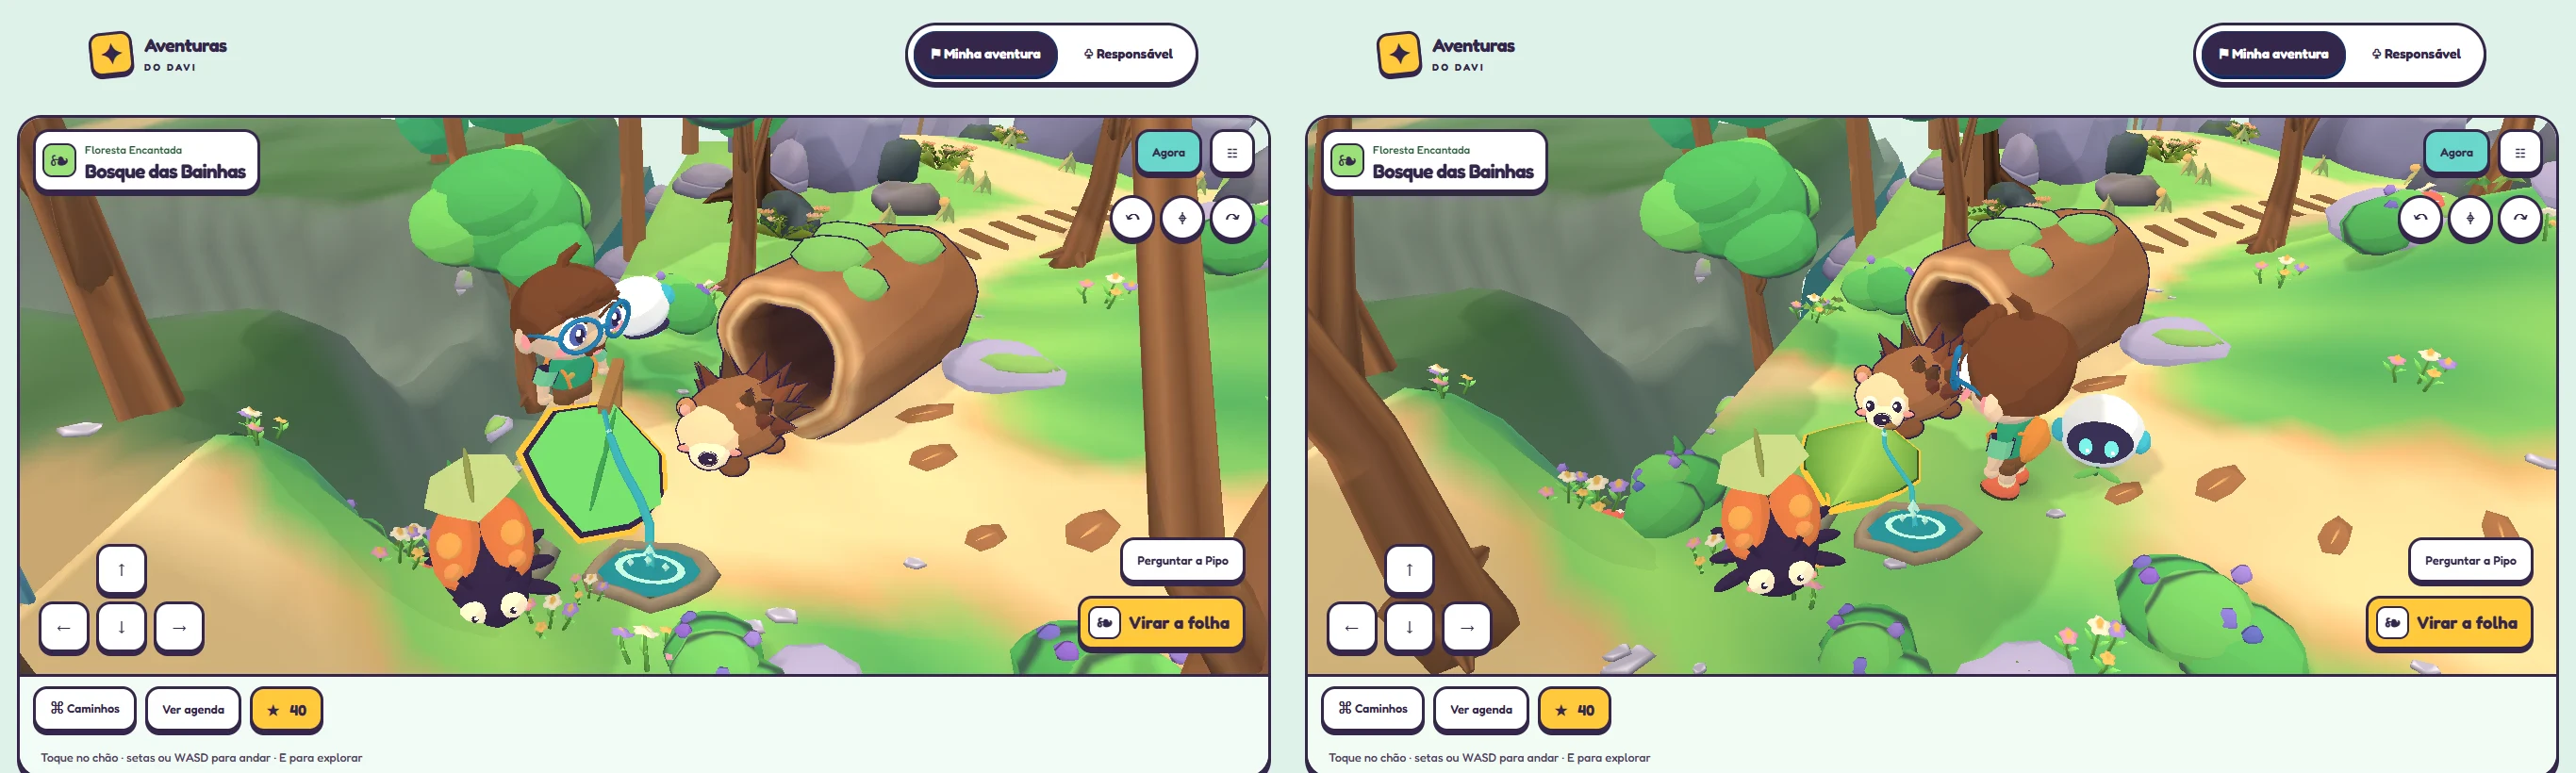 Aventuras
DO DAVI
Minha aventura
Responsável
Floresta Encantada
Bosque das Bainhas
Agora
Perguntar a Pipo
Virar a folha
Caminhos
Ver agenda
40
Toque no chão · setas ou WASD para andar · E para explorar
Aventuras
DO DAVI
Minha aventura
Responsável
Floresta Encantada
Bosque das Bainhas
Agora
Perguntar a Pipo
Virar a folha
Caminhos
Ver agenda
40
Toque no chão · setas ou WASD para andar · E para explorar